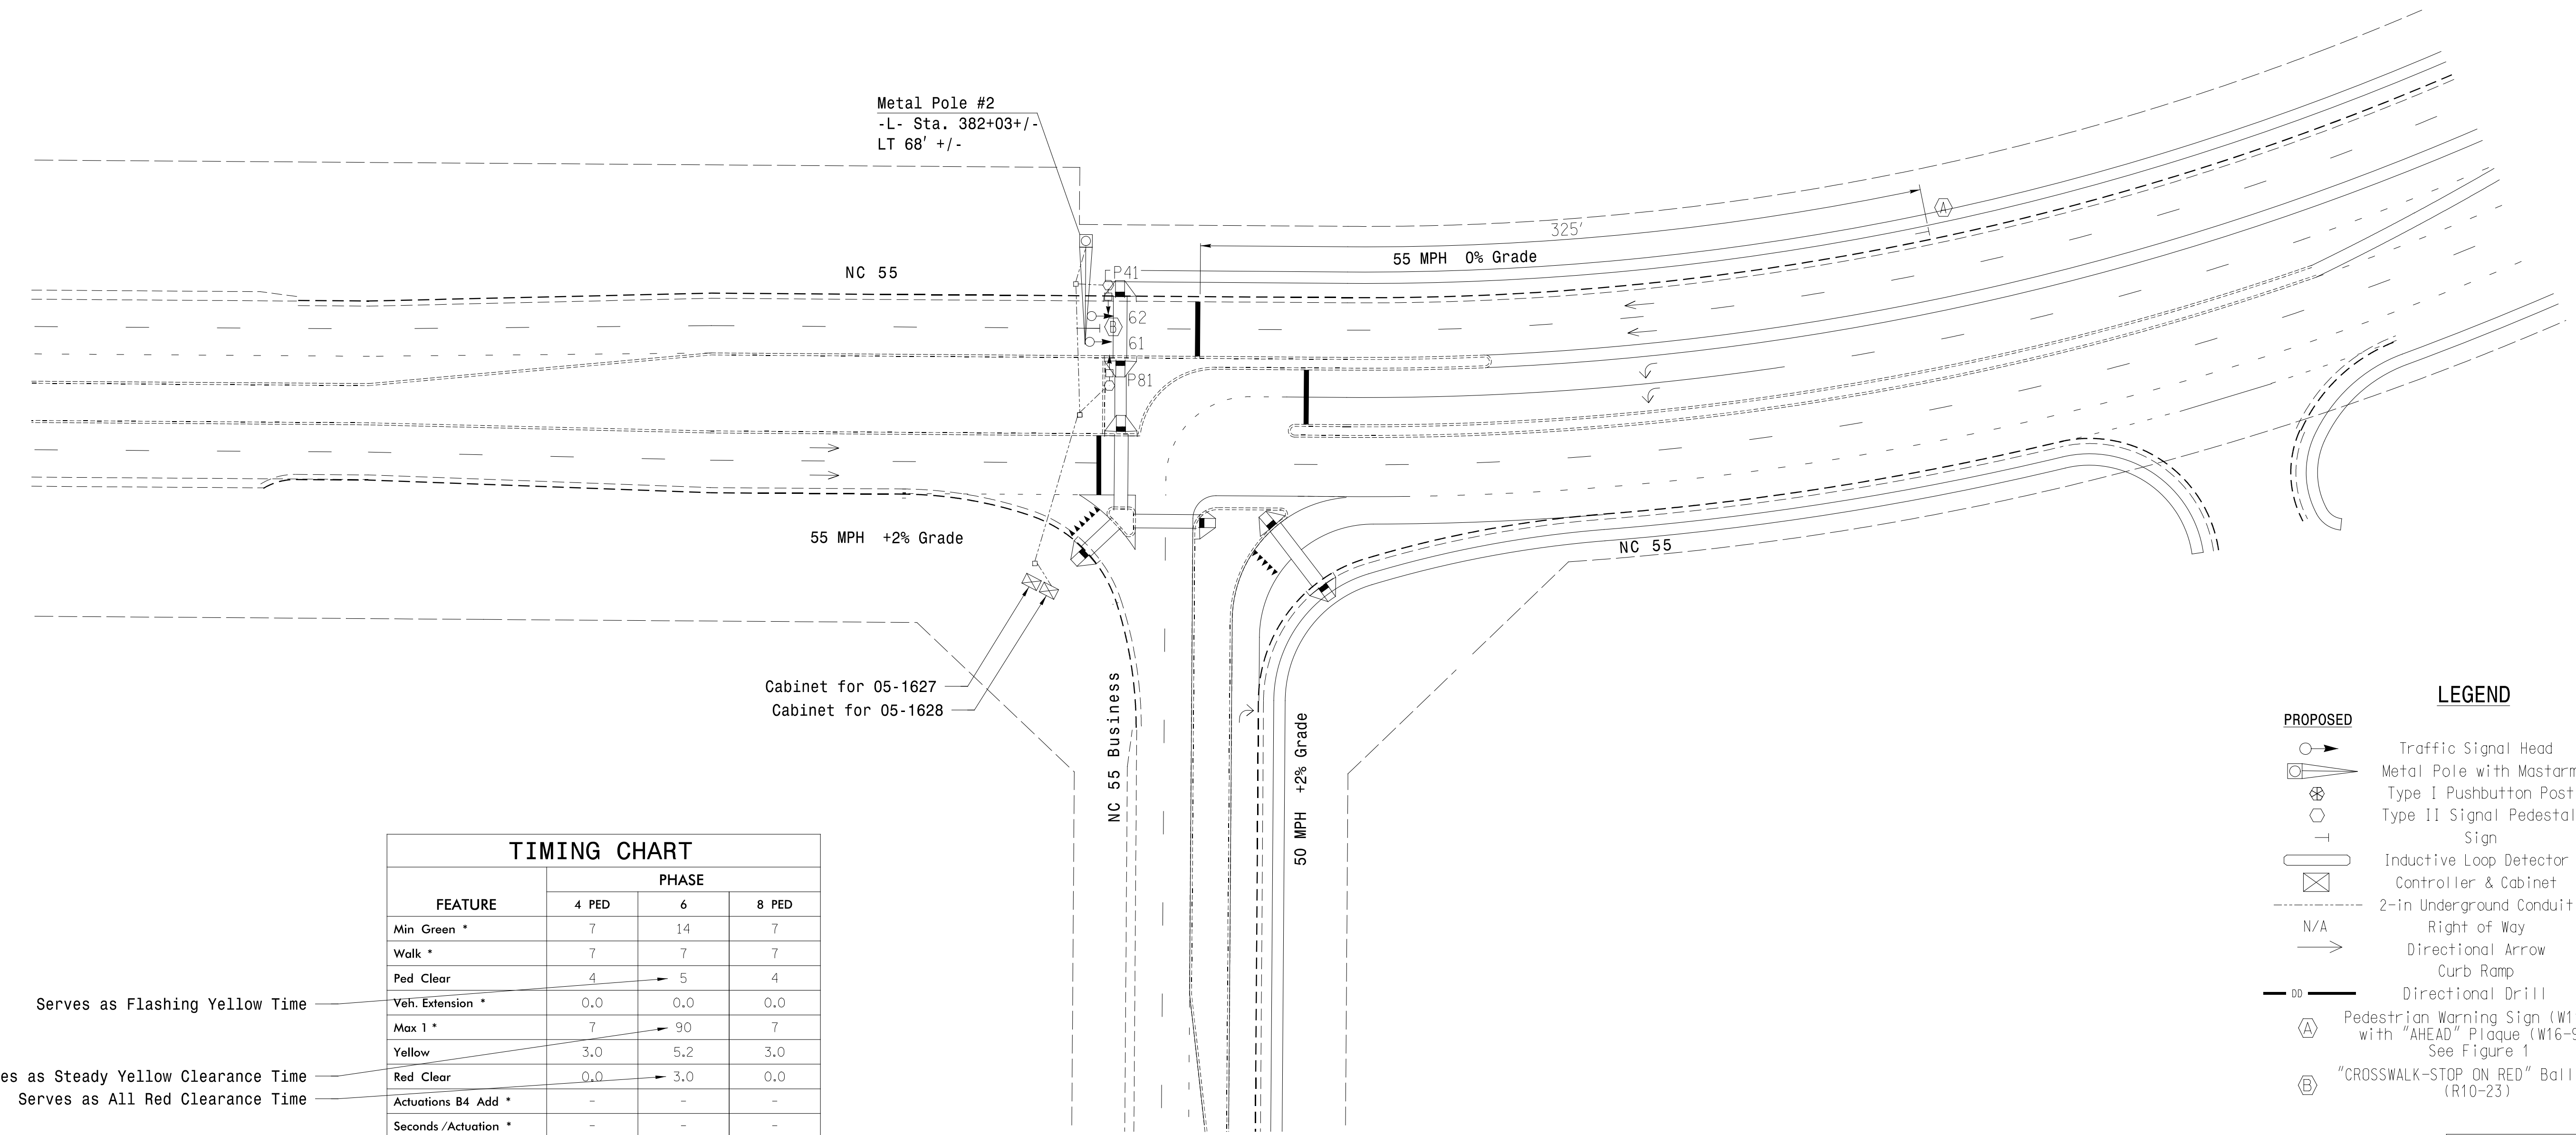 Metal Pole #2
-L- Sta. 382+03+/-
LT 68' +/-
NC 55
325'
A
55 MPH 0% Grade
P41
62
B
61
P81
55 MPH +2% Grade
NC 55
Cabinet for 05-1627
Cabinet for 05-1628
NC 55 Business
50 MPH +2% Grade
LEGEND
PROPOSED
Traffic Signal Head
Metal Pole with Mastarm
Type I Pushbutton Post
Type II Signal Pedestal
Sign
Inductive Loop Detector
Controller & Cabinet
2-in Underground Conduit
N/A Right of Way
Directional Arrow
Curb Ramp
DD Directional Drill
A Pedestrian Warning Sign (W1
with "AHEAD" Plaque (W16-9
See Figure 1
B "CROSSWALK-STOP ON RED" Ball
(R10-23)
TIMING CHART
PHASE
FEATURE 4 PED 6 8 PED
Min Green * 7 14 7
Walk * 7 7 7
Ped Clear 4 5 4
Veh. Extension * 0.0 0.0 0.0
Max 1 * 7 90 7
Yellow 3.0 5.2 3.0
Red Clear 0.0 3.0 0.0
Actuations B4 Add * - - -
Seconds /Actuation * - - -
Serves as Flashing Yellow Time
es as Steady Yellow Clearance Time
Serves as All Red Clearance Time